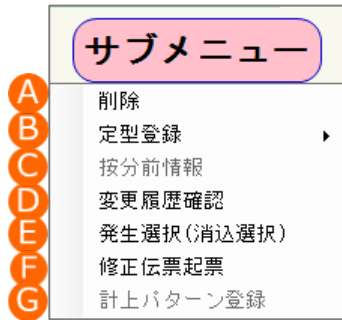 サブメニュー
A 削除
B 定型登録
C 按分前情報
D 変更履歴確認
E 発生選択(消込選択)
F 修正伝票起票
G 計上パターン登録